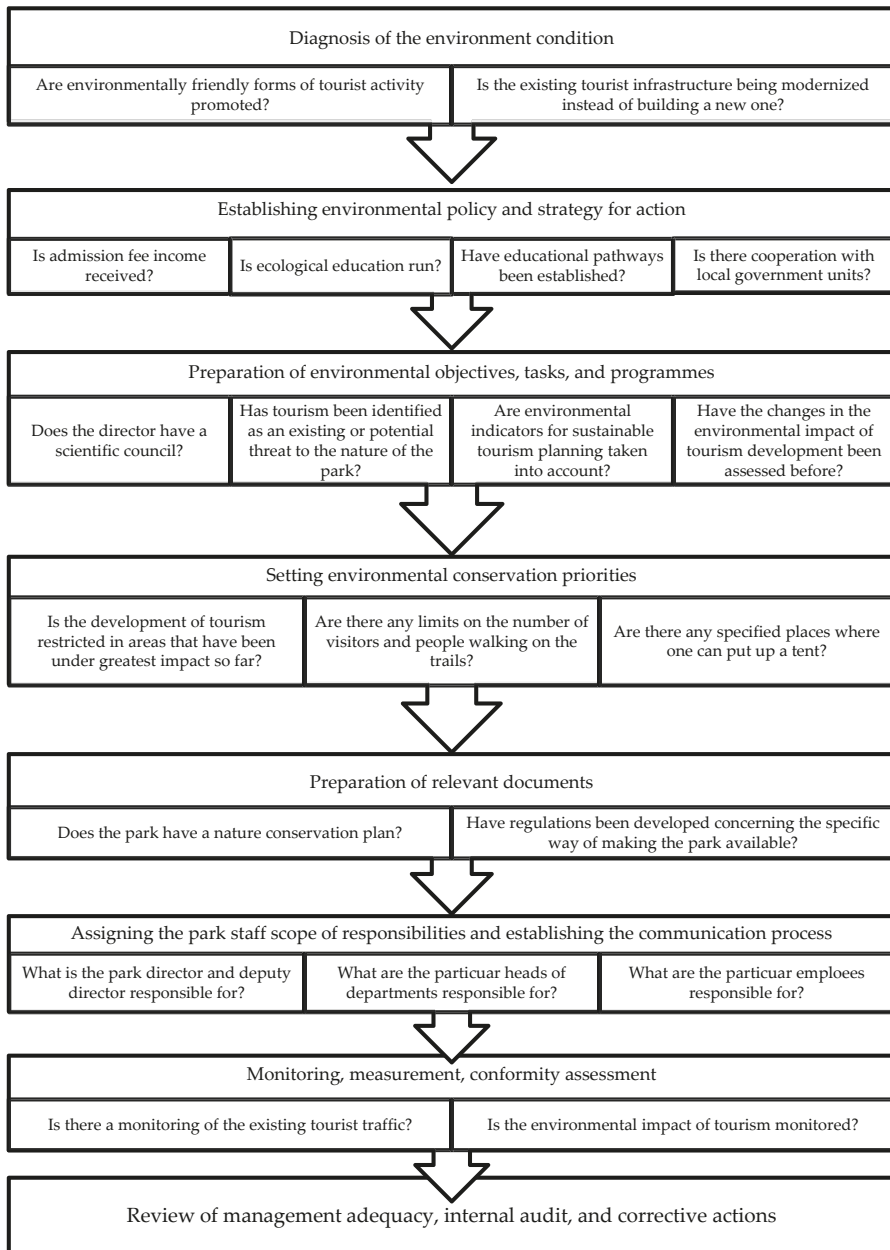 Diagnosis of the environment condition
Are environmentally friendly forms of tourist activity
promoted?
Is the existing tourist infrastructure being modernized
instead of building a new one?
Establishing environmental policy and strategy for action
Is admission fee income
received?
Is ecological education run?
Have educational pathways
been established?
Is there cooperation with
local government units?
Preparation of environmental objectives, tasks, and programmes
Does the director have a
scientific council?
Has tourism been identified
as an existing or potential
threat to the nature of the
park?
Are environmental
indicators for sustainable
tourism planning taken
into account?
Have the changes in the
environmental impact of
tourism development been
assessed before?
Setting environmental conservation priorities
Is the development of tourism
restricted in areas that have been
under greatest impact so far?
Are there any limits on the number of
visitors and people walking on the
trails?
Are there any specified places where
one can put up a tent?
Preparation of relevant documents
Does the park have a nature conservation plan?
Have regulations been developed concerning the specific
way of making the park available?
Assigning the park staff scope of responsibilities and establishing the communication process
What is the park director and deputy
director responsible for?
What are the particuar heads of
departments responsible for?
What are the particuar emploees
responsible for?
Monitoring, measurement, conformity assessment
Is there a monitoring of the existing tourist traffic?
Is the environmental impact of tourism monitored?
Review of management adequacy, internal audit, and corrective actions